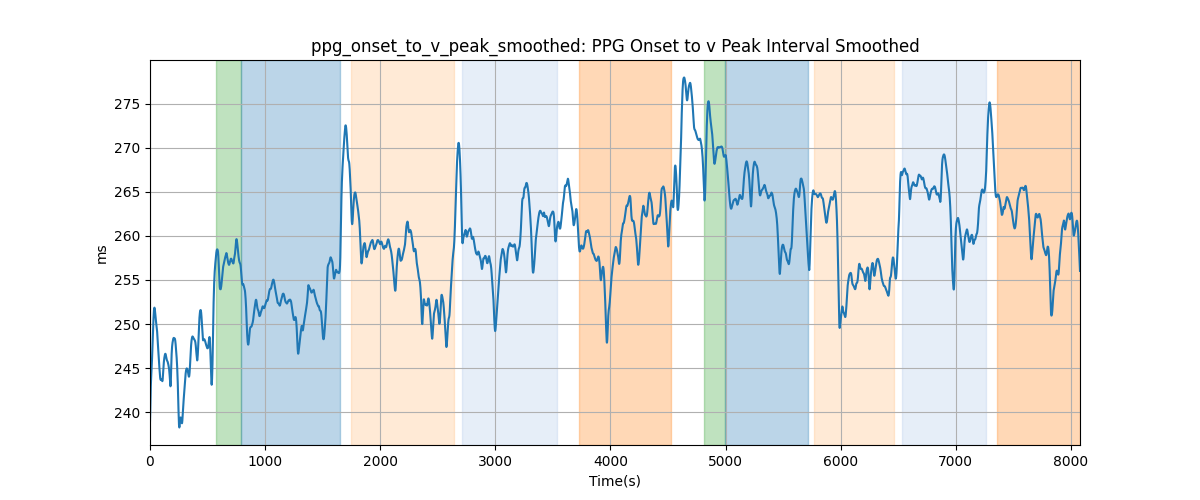 ppg_onset_to_v_peak_smoothed: PPG Onset to v Peak Interval Smoothed
275
270
265
260
255
250
245
240
ms
0 1000 2000 3000 4000 5000 6000 7000 8000
Time(s)